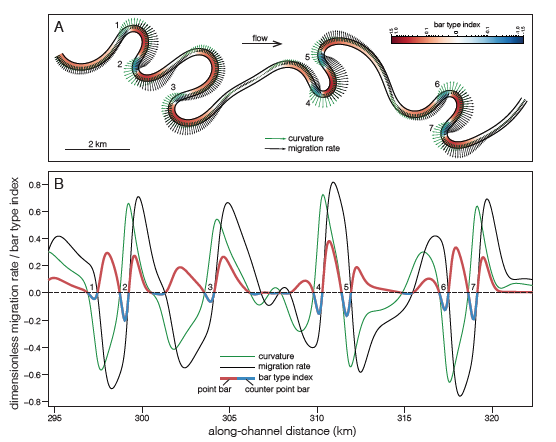 A
bar type index
flow
1
2
3
4
5
6
7
curvature
migration rate
2 km
B
dimensionless migration rate / bar type index
0.8
0.6
0.4
0.2
0.0
−0.2
−0.4
−0.6
−0.8
1
2
3
4
5
6
7
curvature
migration rate
bar type index
point bar
counter point bar
295
300
305
310
315
320
along-channel distance (km)